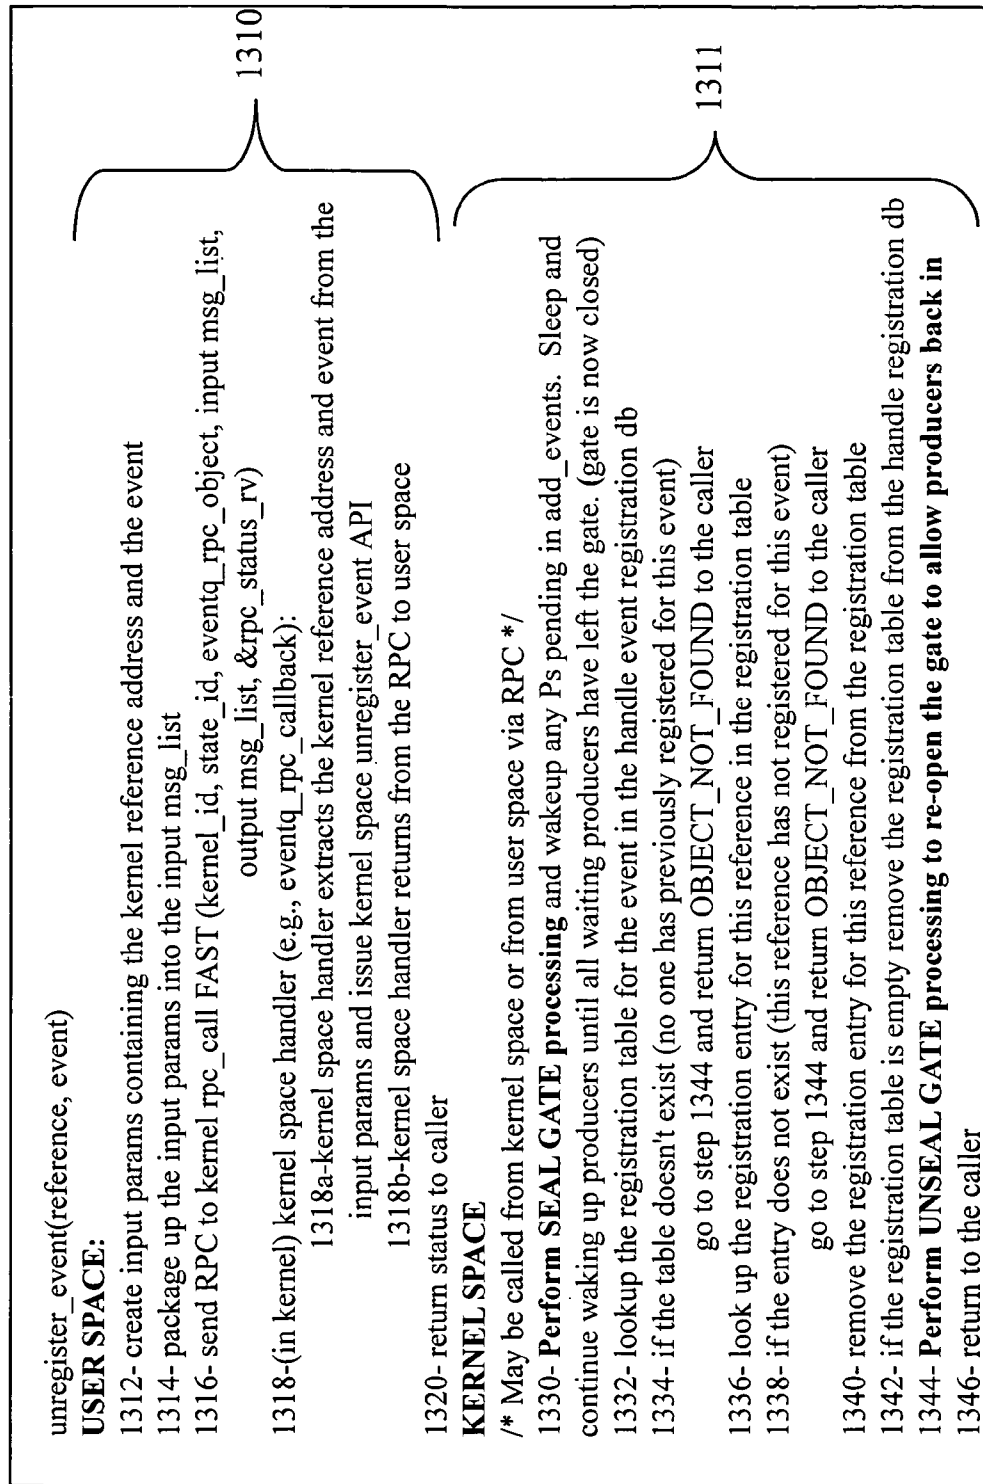 unregister_event(reference, event)
USER SPACE:
1312- create input params containing the kernel reference address and the event
1314- package up the input params into the input msg_list
1316- send RPC to kernel rpc_call FAST (kernel_id, state_id, eventq_rpc_object, input msg_list,
output msg_list, &rpc_status_rv)
1318-(in kernel) kernel space handler (e.g., eventq_rpc_callback):
1318a-kernel space handler extracts the kernel reference address and event from the
input params and issue kernel space unregister_event API
1318b-kernel space handler returns from the RPC to user space
1320- return status to caller
1310
KERNEL SPACE
/* May be called from kernel space or from user space via RPC */
1330- Perform SEAL GATE processing and wakeup any Ps pending in add_events.  Sleep and
continue waking up producers until all waiting producers have left the gate. (gate is now closed)
1332- lookup the registration table for the event in the handle event registration db
1334- if the table doesn't exist (no one has previously registered for this event)
go to step 1344 and return OBJECT_NOT_FOUND to the caller
1336- look up the registration entry for this reference in the registration table
1338- if the entry does not exist (this reference has not registered for this event)
go to step 1344 and return OBJECT_NOT_FOUND to the caller
1340- remove the registration entry for this reference from the registration table
1342- if the registration table is empty remove the registration table from the handle registration db
1344- Perform UNSEAL GATE processing to re-open the gate to allow producers back in
1346- return to the caller
1311